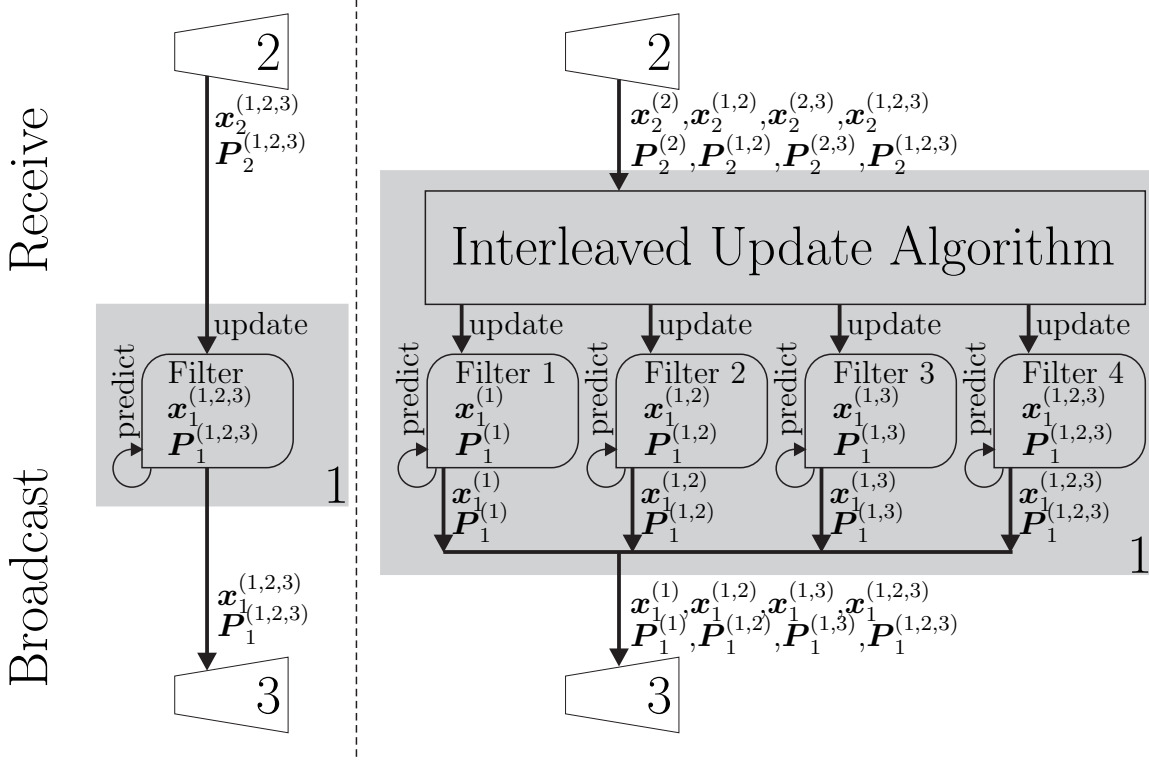 Receive
Broadcast
2
x_2^{(1,2,3)}
P_2^{(1,2,3)}
update
predict
Filter
x_1^{(1,2,3)}
P_1^{(1,2,3)}
1
x_1^{(1,2,3)}
P_1^{(1,2,3)}
3
2
x_2^{(2)},x_2^{(1,2)},x_2^{(2,3)},x_2^{(1,2,3)}
P_2^{(2)},P_2^{(1,2)},P_2^{(2,3)},P_2^{(1,2,3)}
Interleaved Update Algorithm
update
update
update
update
predict
Filter 1
x_1^{(1)}
P_1^{(1)}
predict
Filter 2
x_1^{(1,2)}
P_1^{(1,2)}
predict
Filter 3
x_1^{(1,3)}
P_1^{(1,3)}
predict
Filter 4
x_1^{(1,2,3)}
P_1^{(1,2,3)}
x_1^{(1)}
P_1^{(1)}
x_1^{(1,2)}
P_1^{(1,2)}
x_1^{(1,3)}
P_1^{(1,3)}
x_1^{(1,2,3)}
P_1^{(1,2,3)}
1
x_1^{(1)},x_1^{(1,2)},x_1^{(1,3)},x_1^{(1,2,3)}
P_1^{(1)},P_1^{(1,2)},P_1^{(1,3)},P_1^{(1,2,3)}
3